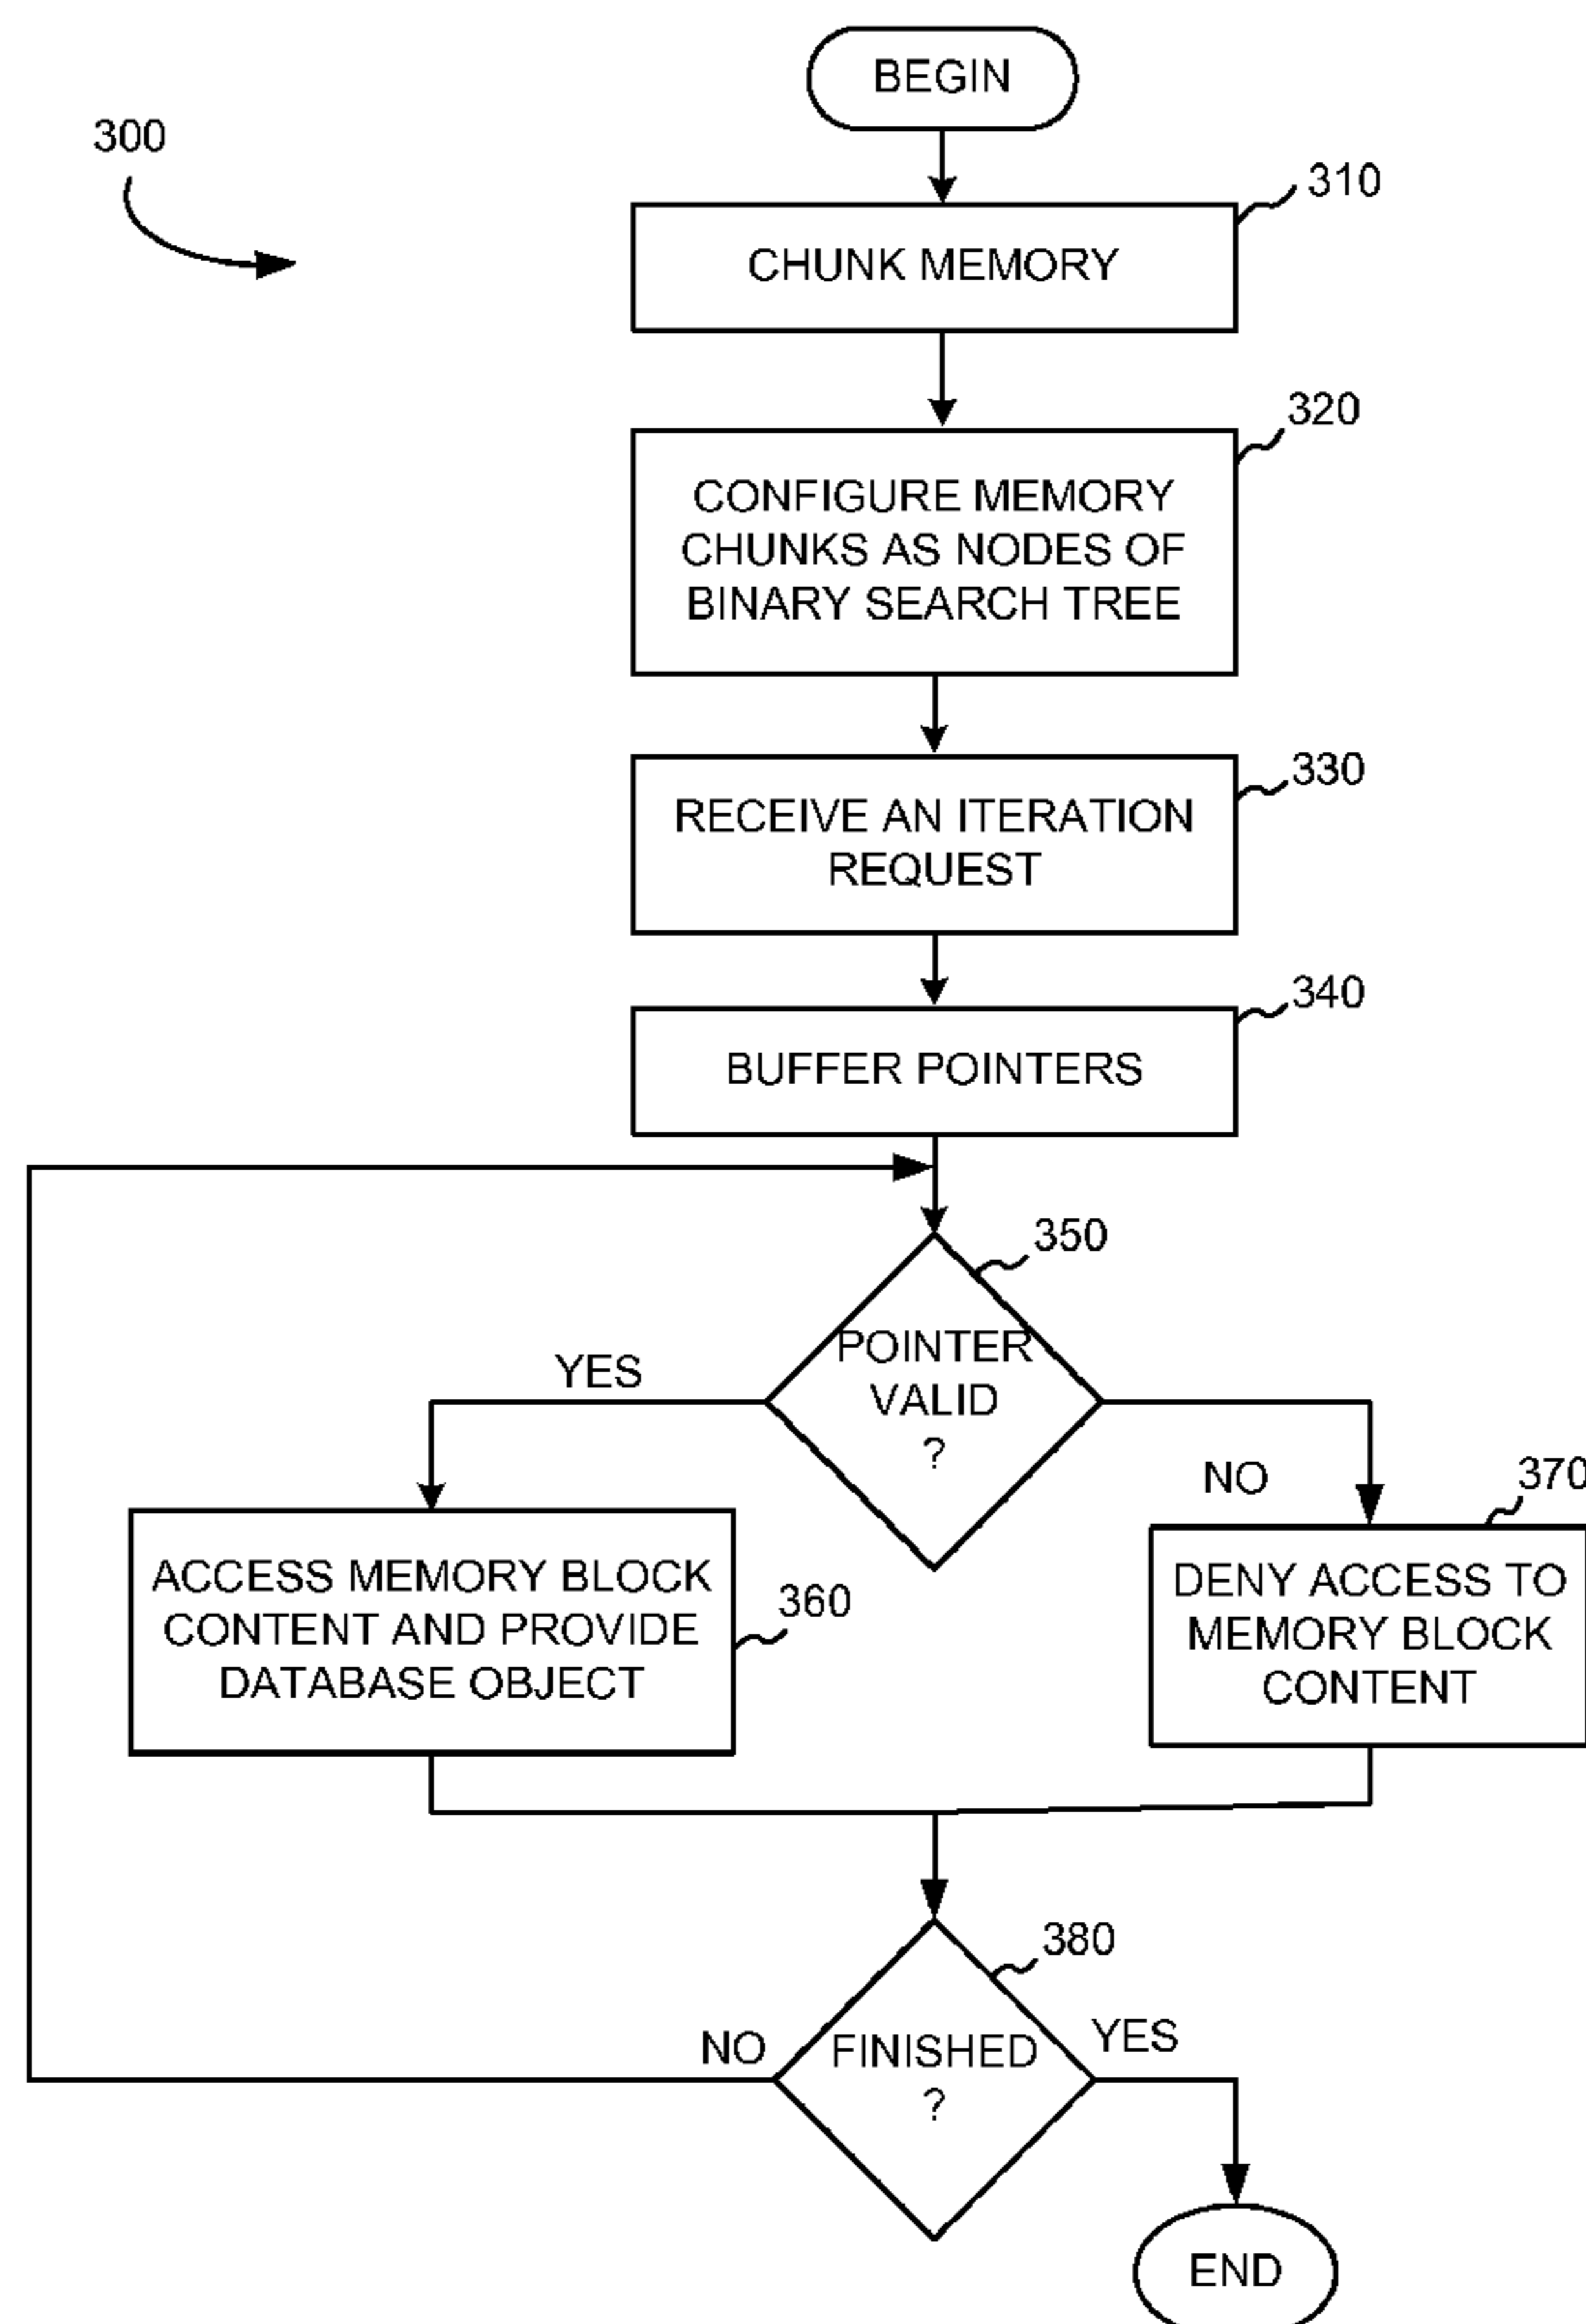 BEGIN
300
310
CHUNK MEMORY
320
CONFIGURE MEMORY
CHUNKS AS NODES OF
BINARY SEARCH TREE
330
RECEIVE AN ITERATION
REQUEST
340
BUFFER POINTERS
350
POINTER
VALID
?
YES
NO
370
ACCESS MEMORY BLOCK
CONTENT AND PROVIDE
DATABASE OBJECT
360
DENY ACCESS TO
MEMORY BLOCK
CONTENT
380
NO
FINISHED
?
YES
END